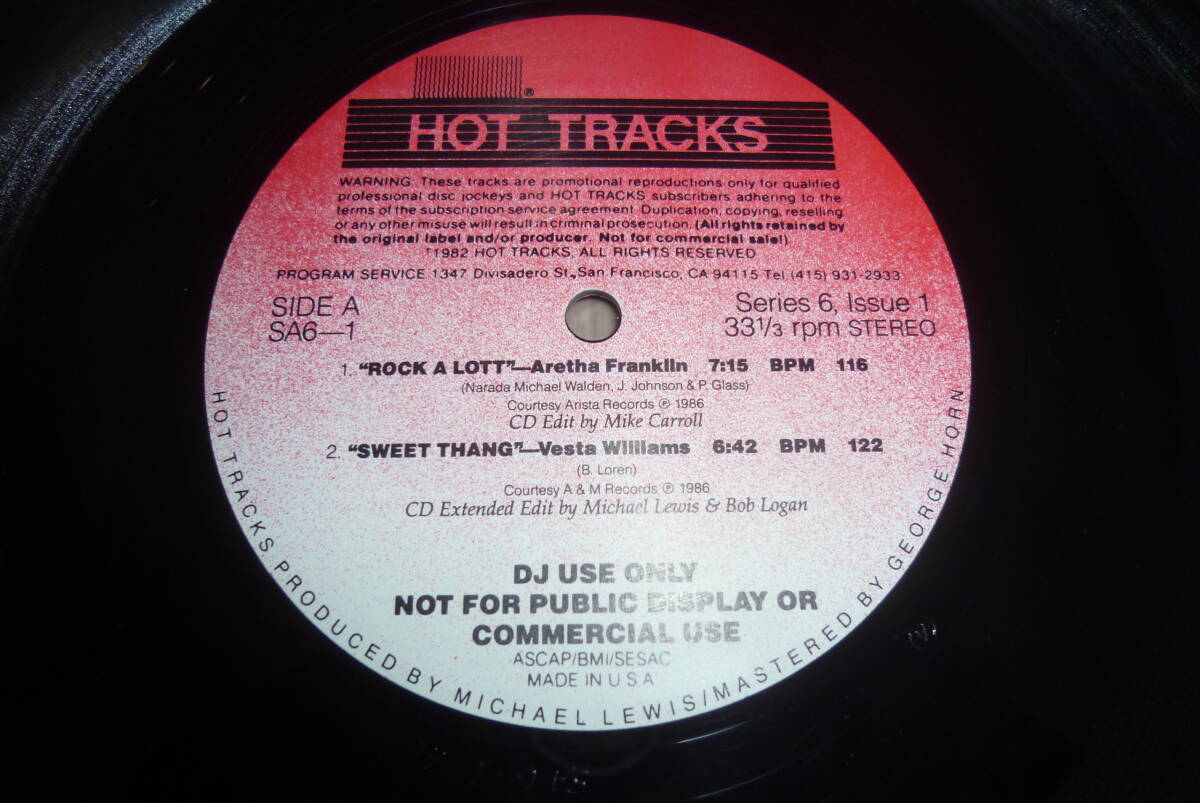 ®
HOT TRACKS
WARNING: These tracks are promotional reproductions only for qualified
professional disc jockeys and HOT TRACKS subscribers adhering to the
terms of the subscription service agreement. Duplication, copying, reselling
or any other misuse will result in criminal prosecution. (All rights retained by
the original label and/or producer. Not for commercial sale!)
1982 HOT TRACKS, ALL RIGHTS RESERVED
PROGRAM SERVICE 1347 Divisadero St., San Francisco, CA 94115 Tel (415) 931-2933
SIDE A
SA6—1
Series 6, Issue 1
33 1/3 rpm STEREO
1. "ROCK A LOTT"—Aretha Franklin 7:15 BPM 116
(Narada Michael Walden, J. Johnson & P. Glass)
Courtesy Arista Records ℗ 1986
CD Edit by Mike Carroll
2. "SWEET THANG"—Vesta Williams 6:42 BPM 122
(B. Loren)
Courtesy A & M Records ℗ 1986
CD Extended Edit by Michael Lewis & Bob Logan
DJ USE ONLY
NOT FOR PUBLIC DISPLAY OR
COMMERCIAL USE
ASCAP/BMI/SESAC
MADE IN U S A
HOT TRACKS PRODUCED BY MICHAEL LEWIS/MASTERED BY GEORGE HORN